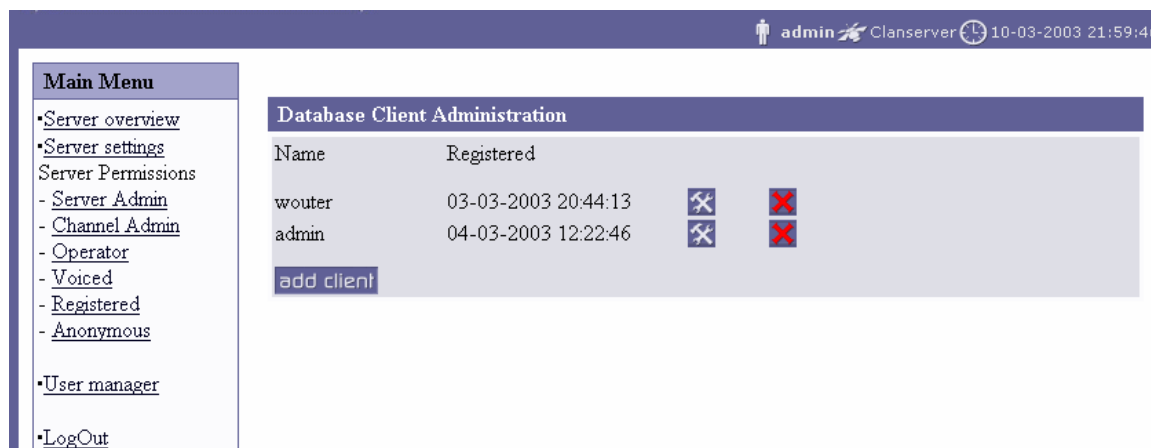 admin Clanserver 10-03-2003 21:59:4
Main Menu
•Server overview
•Server settings
Server Permissions
- Server Admin
- Channel Admin
- Operator
- Voiced
- Registered
- Anonymous
•User manager
•LogOut
Database Client Administration
Name Registered
wouter 03-03-2003 20:44:13
admin 04-03-2003 12:22:46
add client